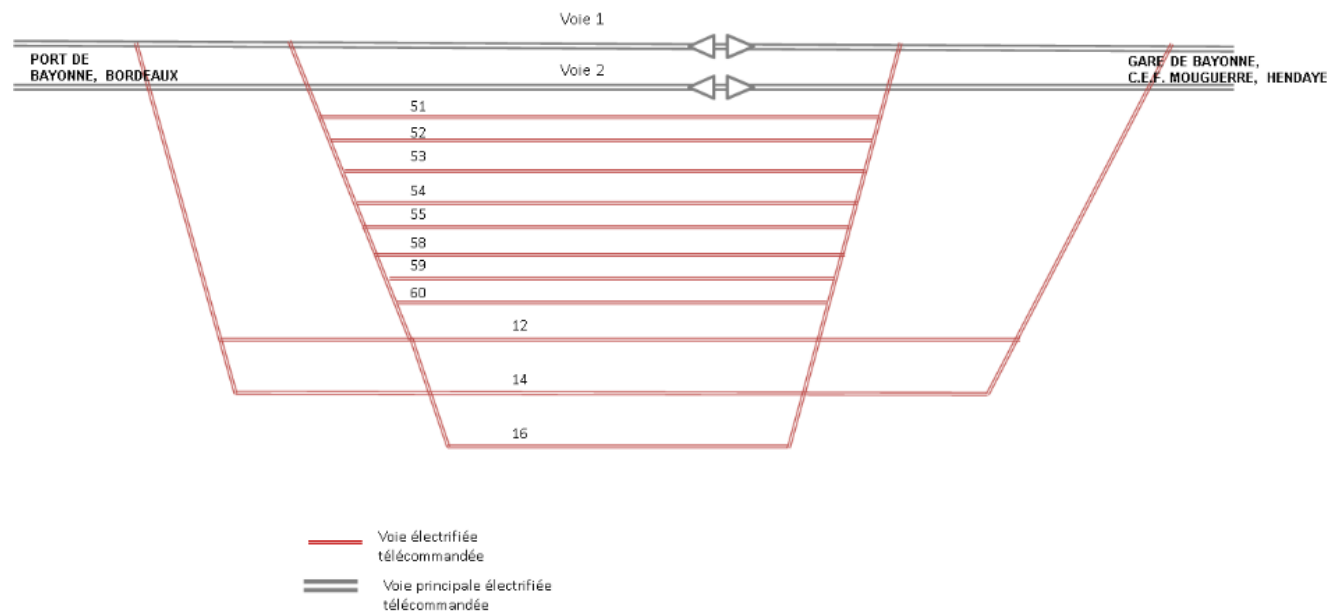 Voie 1
PORT DE
BAYONNE, BORDEAUX
Voie 2
GARE DE BAYONNE,
C.E.F. MOUGUERRE, HENDAYE
51
52
53
54
55
58
59
60
12
14
16
Voie électrifiée
télécommandée
Voie principale électrifiée
télécommandée